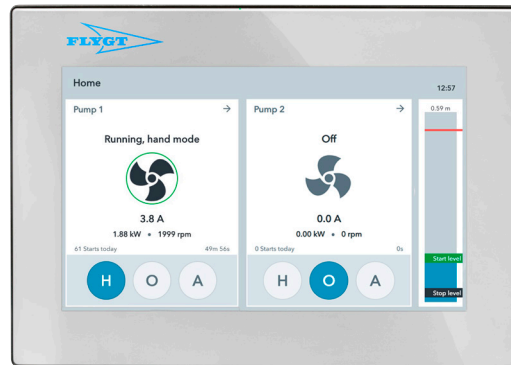 FLYGT
Home
12:57
Pump 1 →
Running, hand mode
3.8 A
1.88 kW • 1999 rpm
61 Starts today 49m 56s
H O A
Pump 2 →
Off
0.0 A
0.00 kW • 0 rpm
0 Starts today 0s
H O A
0.59 m
Start level
Stop level